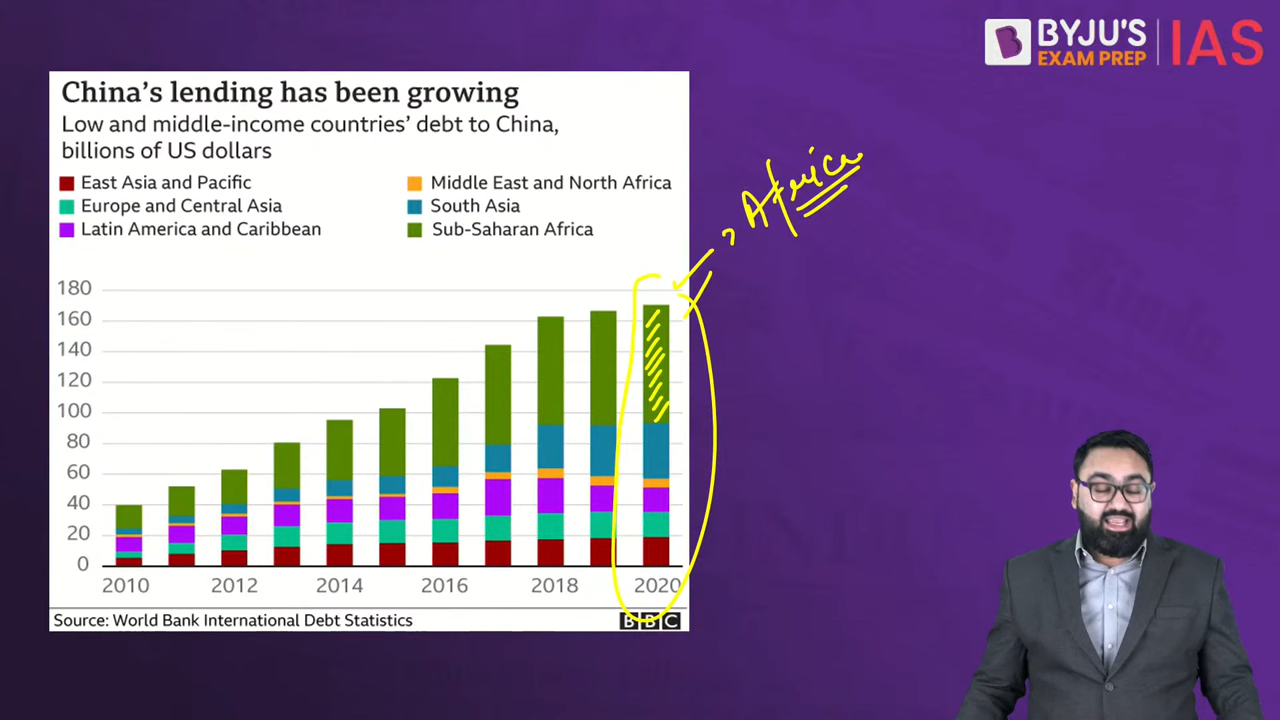 BYJU'S
EXAM PREP
IAS
China's lending has been growing
Low and middle-income countries' debt to China,
billions of US dollars
East Asia and Pacific
Middle East and North Africa
Europe and Central Asia
South Asia
Latin America and Caribbean
Sub-Saharan Africa
Africa
180
160
140
120
100
80
60
40
20
0
2010 2012 2014 2016 2018 2020
Source: World Bank International Debt Statistics
BBC